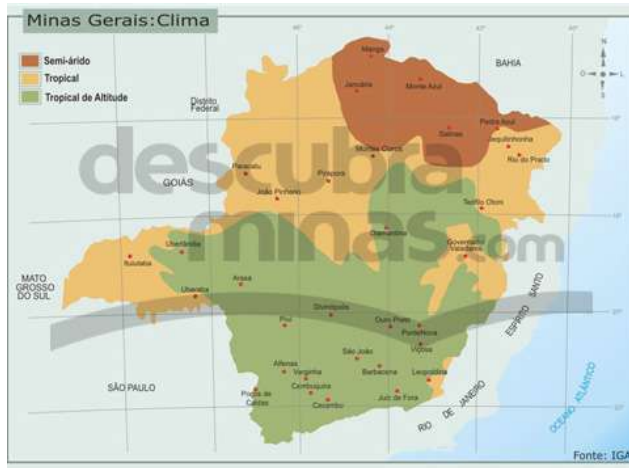 Minas Gerais:Clima
Semi-árido
Tropical
Tropical de Altitude
N
O
L
S
BAHIA
Distrito
Federal
GOIÁS
MATO
GROSSO
DO SUL
SÃO PAULO
RIO DE JANEIRO
ESPÍRITO SANTO
OCEANO ATLÂNTICO
Manga
Januária
Monte Azul
Salinas
Pedra Azul
Jequitinhonha
Rio do Prado
Montes Claros
Paracatu
Pirapora
João Pinheiro
Teófilo Otoni
Diamantina
Governador
Valadares
Uberlândia
Ituiutaba
Uberaba
Araxá
Divinópolis
Ouro Preto
Ponte Nova
Piuí
Viçosa
São João
Alfenas
Varginha
Barbacena
Leopoldina
Cambuquira
Poços de
Caldas
Caxambu
Juiz de Fora
descubra
minas.com
Fonte: IGA